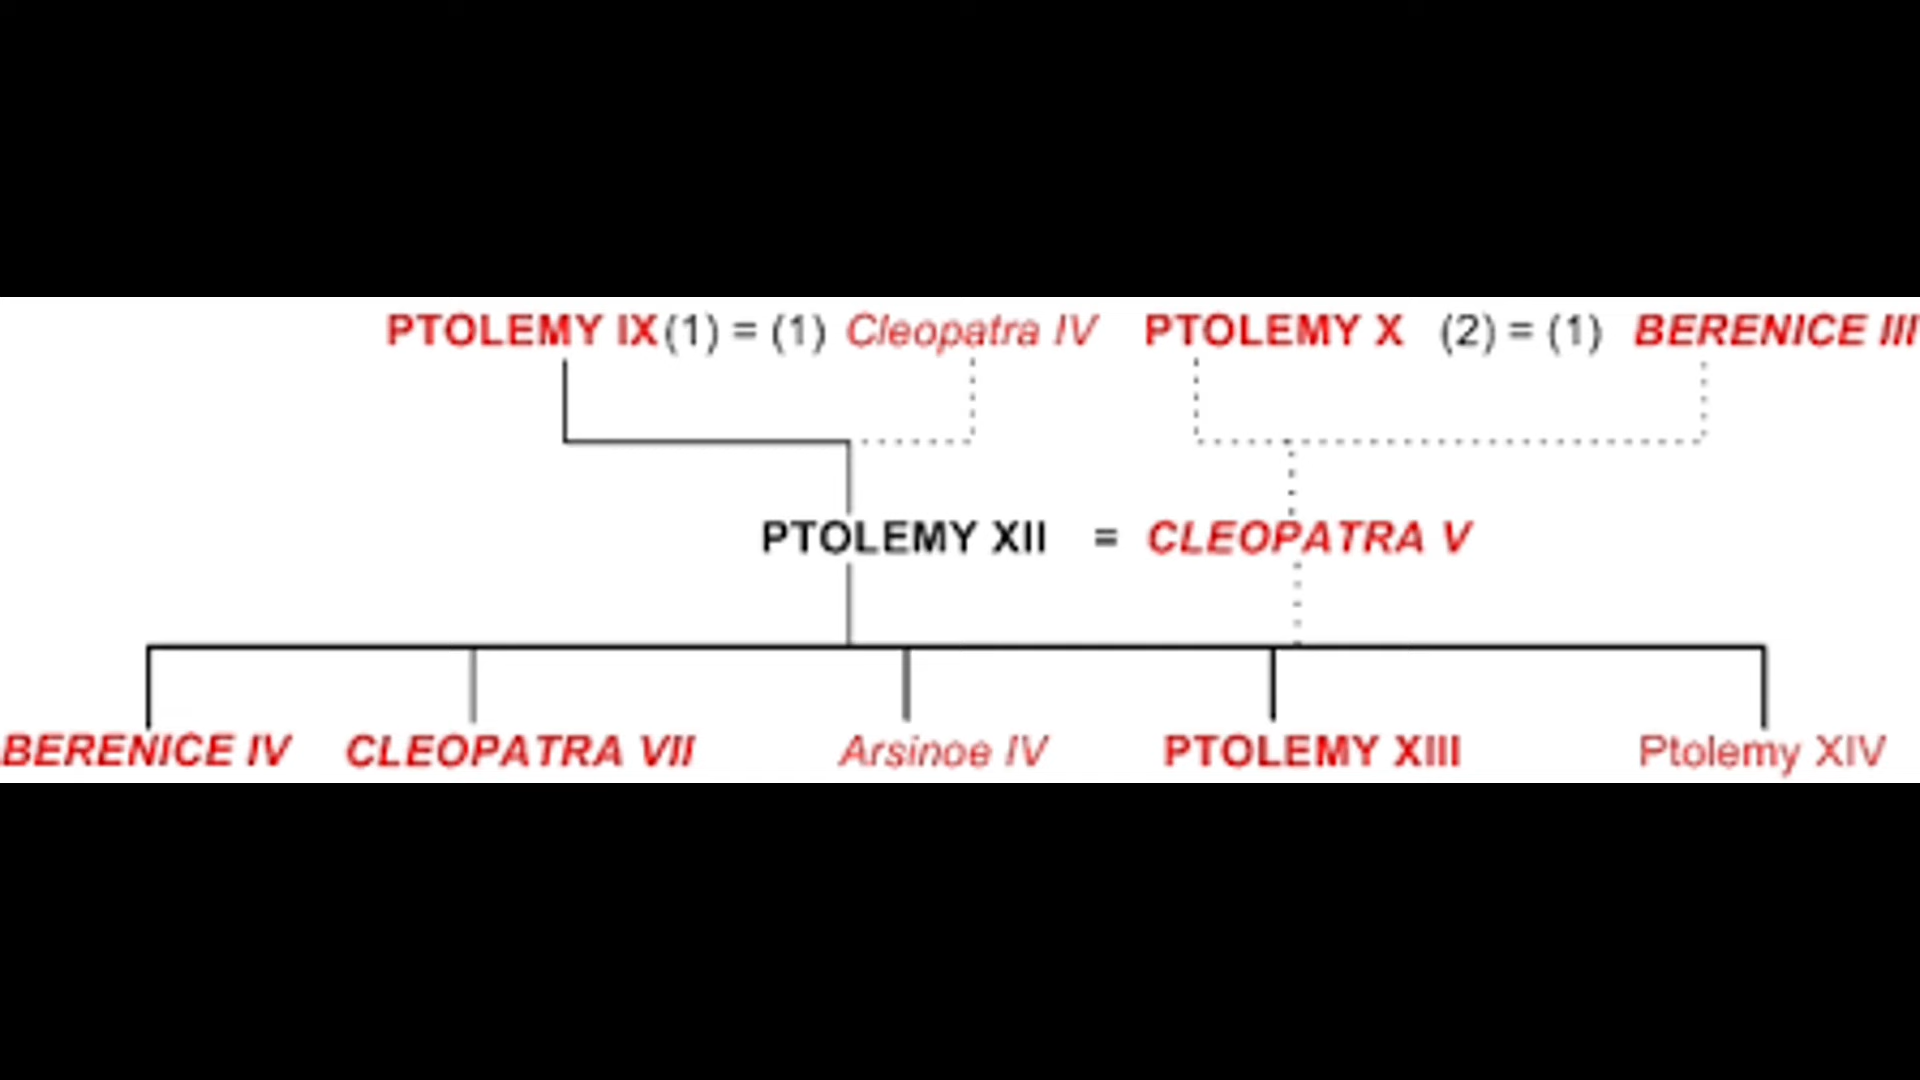 PTOLEMY IX (1) = (1) Cleopatra IV PTOLEMY X (2) = (1) BERENICE III
PTOLEMY XII = CLEOPATRA V
BERENICE IV CLEOPATRA VII Arsinoe IV PTOLEMY XIII Ptolemy XIV